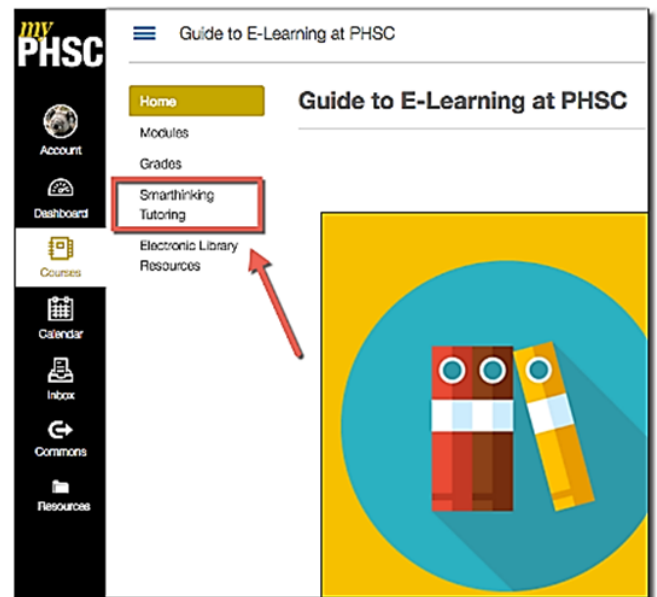 my
PHSC
Guide to E-Learning at PHSC
Home
Guide to E-Learning at PHSC
Modules
Grades
Smarthinking
Tutoring
Electronic Library
Resources
Account
Dashboard
Courses
Calendar
Inbox
Commons
Resources